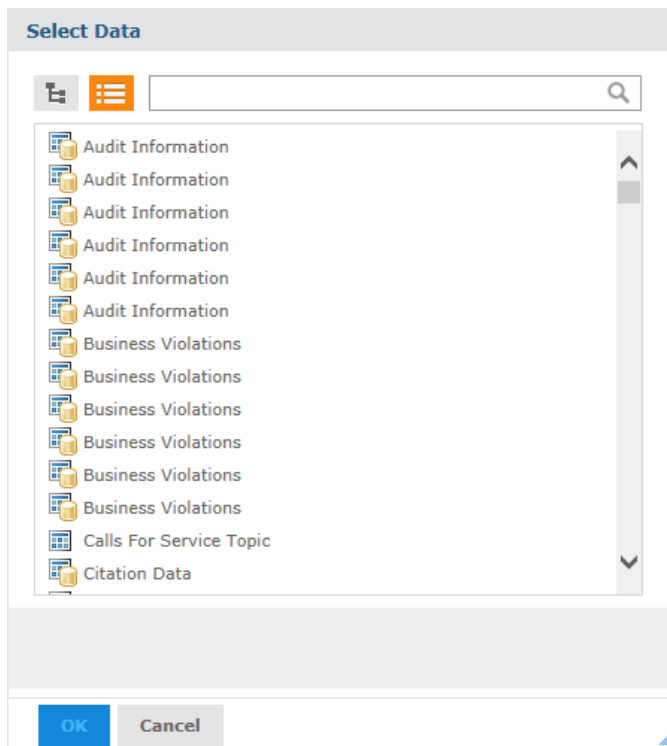 Select Data
Audit Information
Audit Information
Audit Information
Audit Information
Audit Information
Audit Information
Business Violations
Business Violations
Business Violations
Business Violations
Business Violations
Business Violations
Calls For Service Topic
Citation Data
OK Cancel